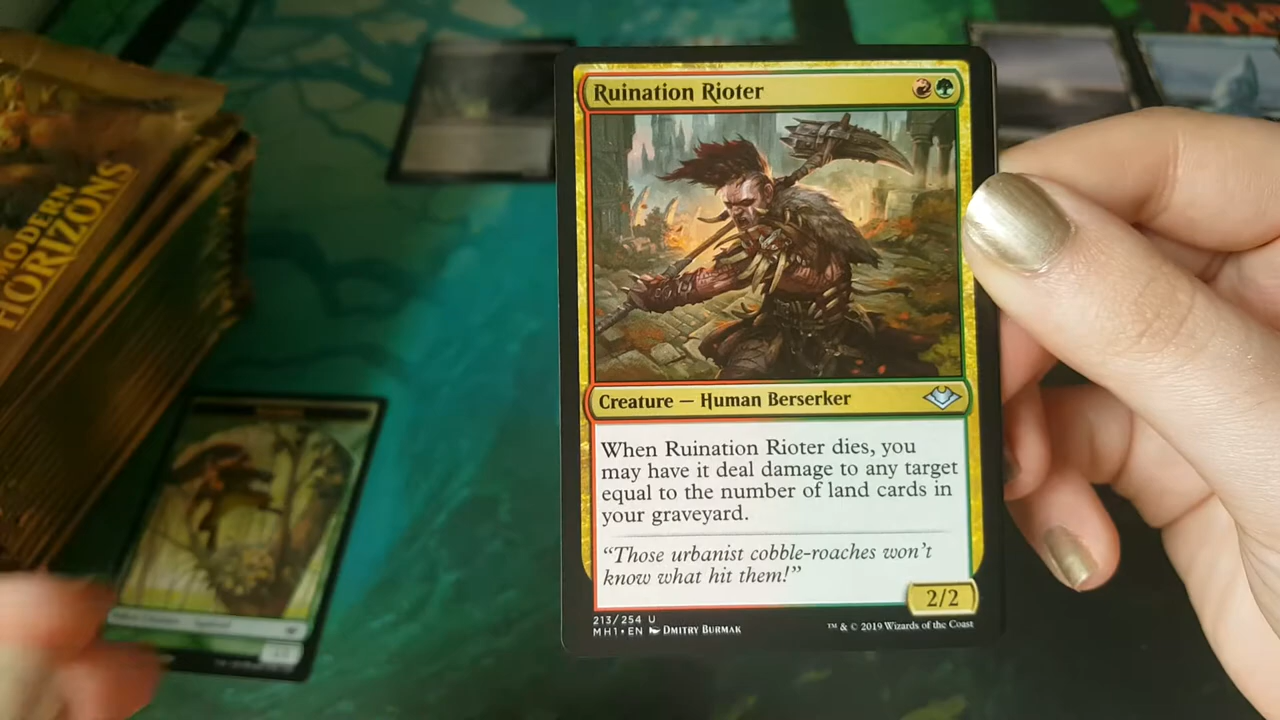 MODERN
HORIZONS
Ruination Rioter
Creature — Human Berserker
When Ruination Rioter dies, you
may have it deal damage to any target
equal to the number of land cards in
your graveyard.
“Those urbanist cobble-roaches won’t
know what hit them!”
2/2
213/254 U
MH1 • EN DMITRY BURMAK
™ & © 2019 Wizards of the Coast